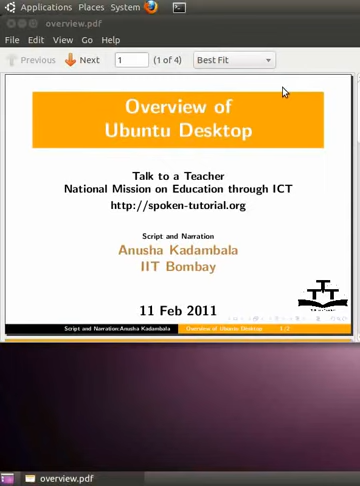 Applications Places System
overview.pdf
File Edit View Go Help
Previous Next 1 (1 of 4) Best Fit
Overview of
Ubuntu Desktop
Talk to a Teacher
National Mission on Education through ICT
http://spoken-tutorial.org
Script and Narration
Anusha Kadambala
IIT Bombay
11 Feb 2011
Script and Narration:Anusha Kadambala Overview of Ubuntu Desktop
overview.pdf